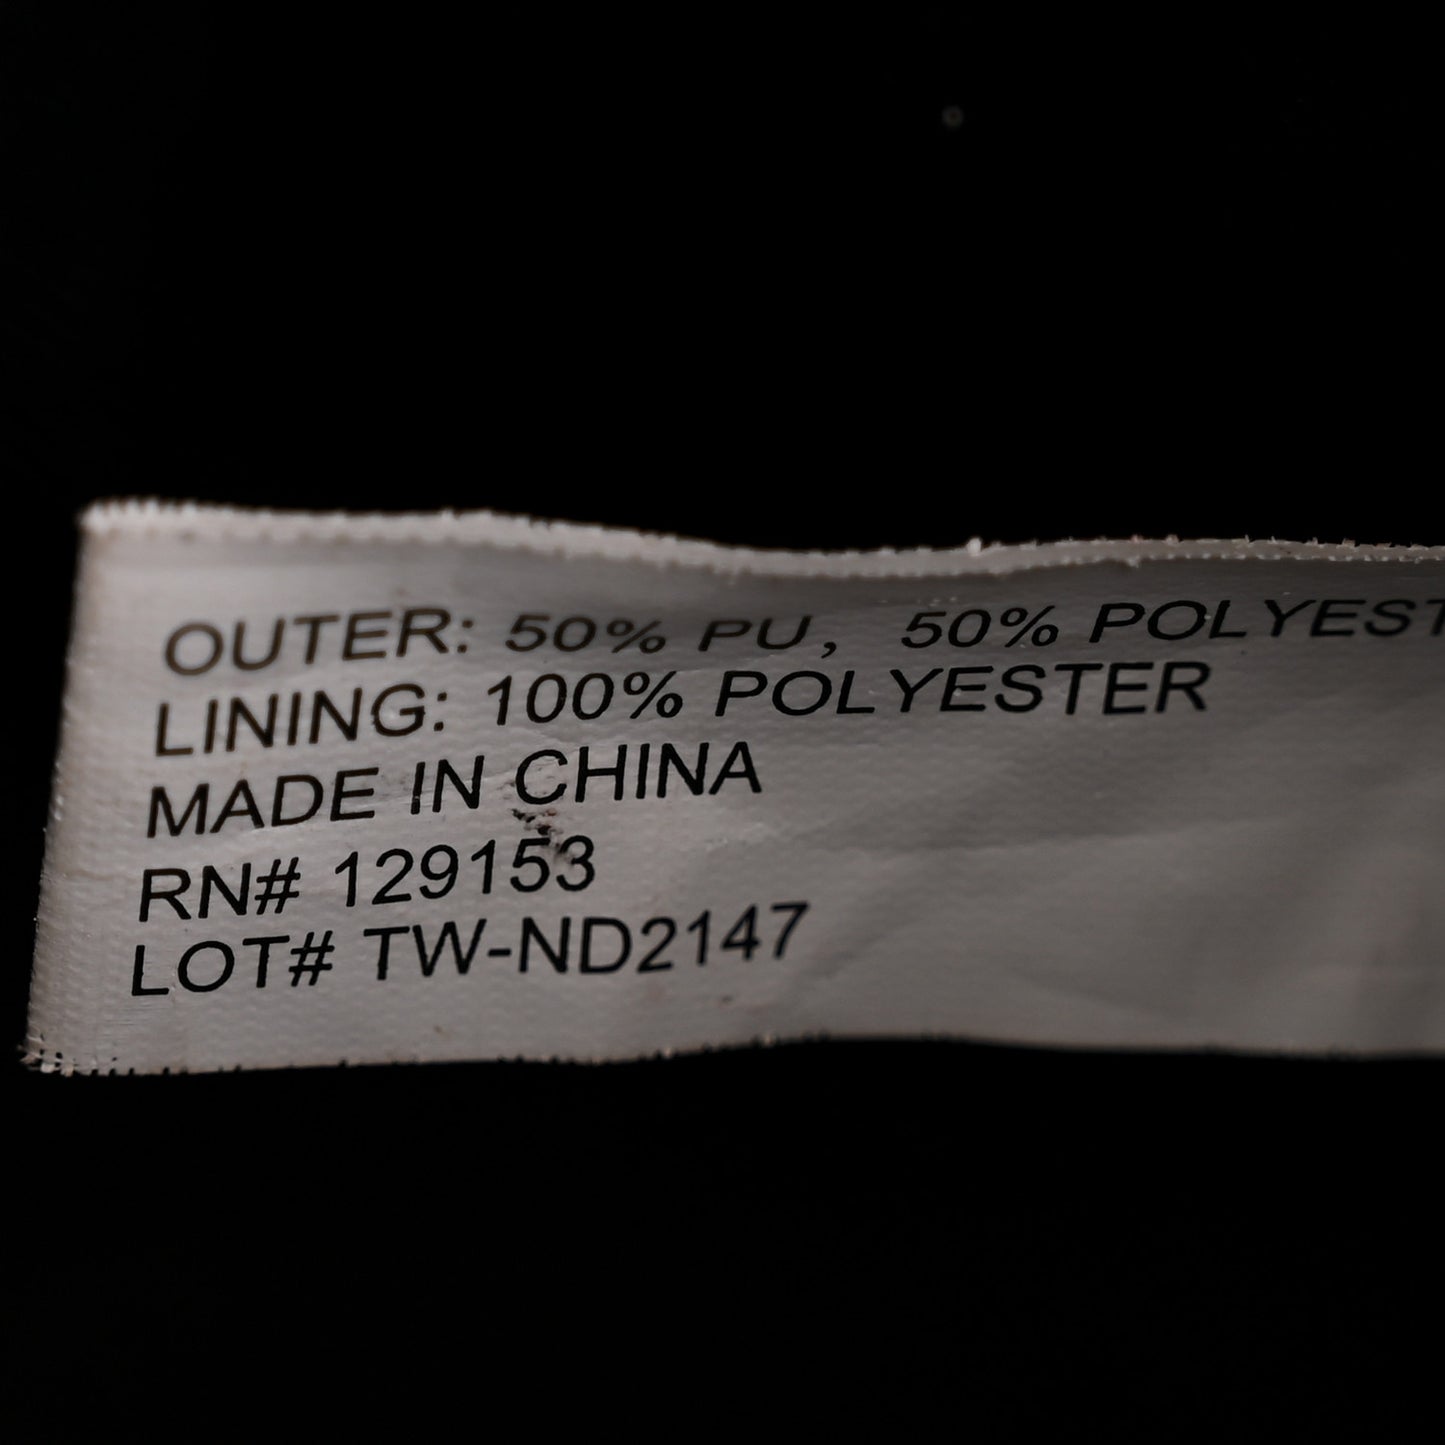 OUTER: 50% PU, 50% POLYEST
LINING: 100% POLYESTER
MADE IN CHINA
RN# 129153
LOT# TW-ND2147